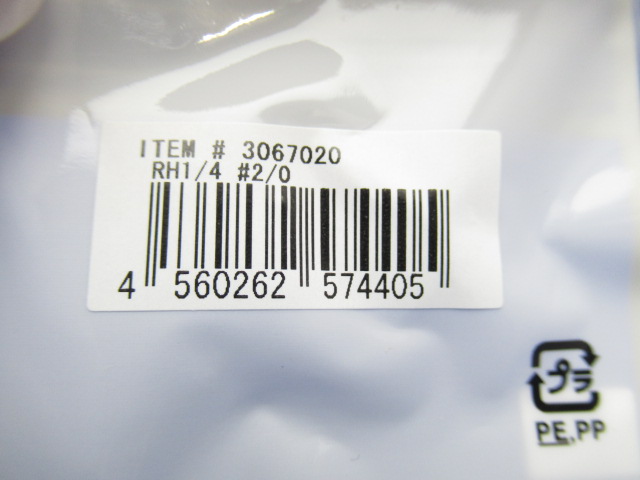 ITEM # 3067020
RH1/4 #2/0
4 560262 574405
プラ
PE,PP